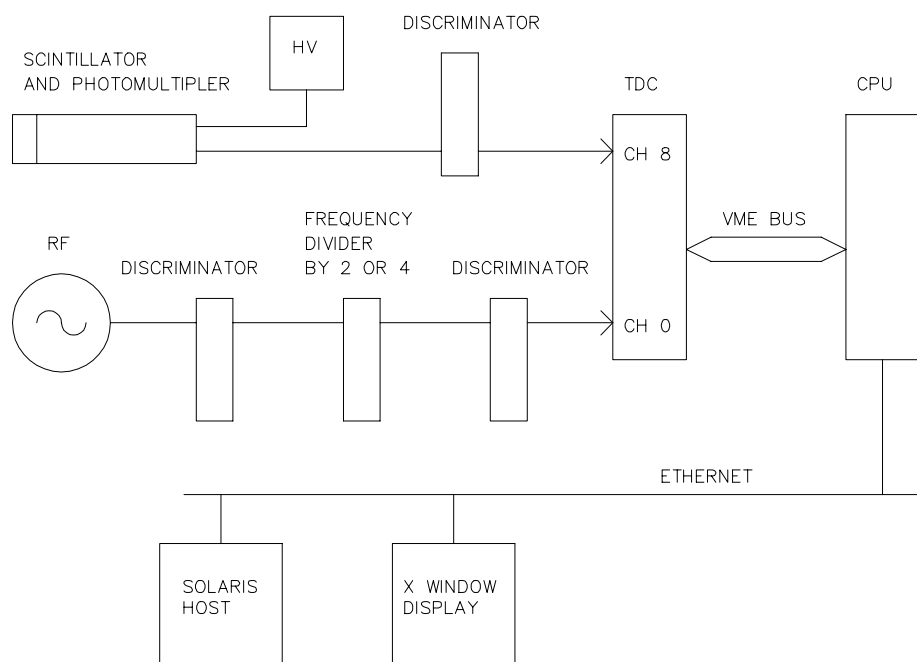 DISCRIMINATOR
HV
SCINTILLATOR
AND PHOTOMULTIPLER
TDC
CPU
CH 8
FREQUENCY
DIVIDER
BY 2 OR 4
VME BUS
RF
DISCRIMINATOR
DISCRIMINATOR
CH 0
ETHERNET
SOLARIS
HOST
X WINDOW
DISPLAY